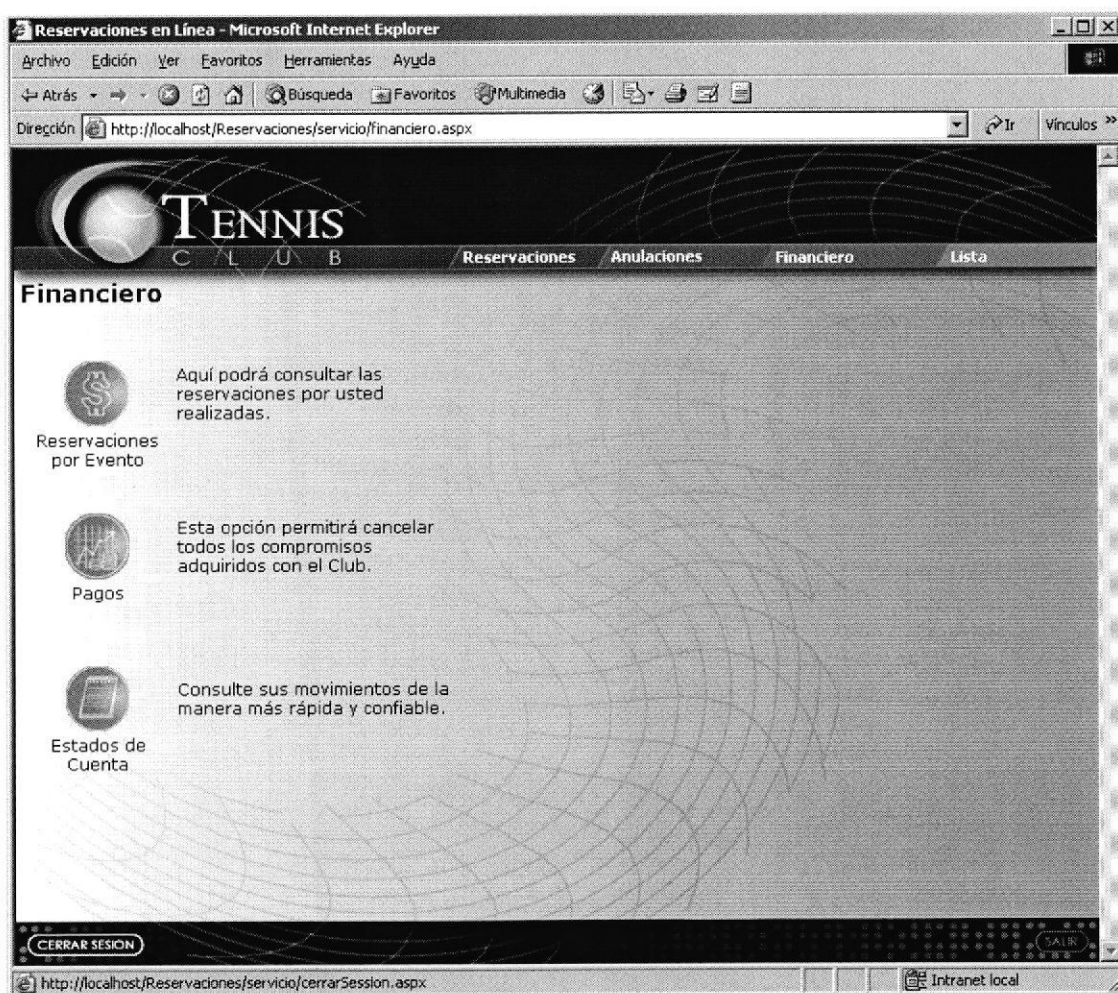 Reservaciones en Línea - Microsoft Internet Explorer
Archivo Edición Ver Favoritos Herramientas Ayuda
Atrás Búsqueda Favoritos Multimedia
Dirección http://localhost/Reservaciones/servicio/financiero.aspx Ir Vínculos »
TENNIS
CLUB
Reservaciones Anulaciones Financiero Lista
Financiero
Aquí podrá consultar las
reservaciones por usted
realizadas.
Reservaciones
por Evento
Esta opción permitirá cancelar
todos los compromisos
adquiridos con el Club.
Pagos
Consulte sus movimientos de la
manera más rápida y confiable.
Estados de
Cuenta
CERRAR SESION SALIR
http://localhost/Reservaciones/servicio/cerrarSession.aspx Intranet local